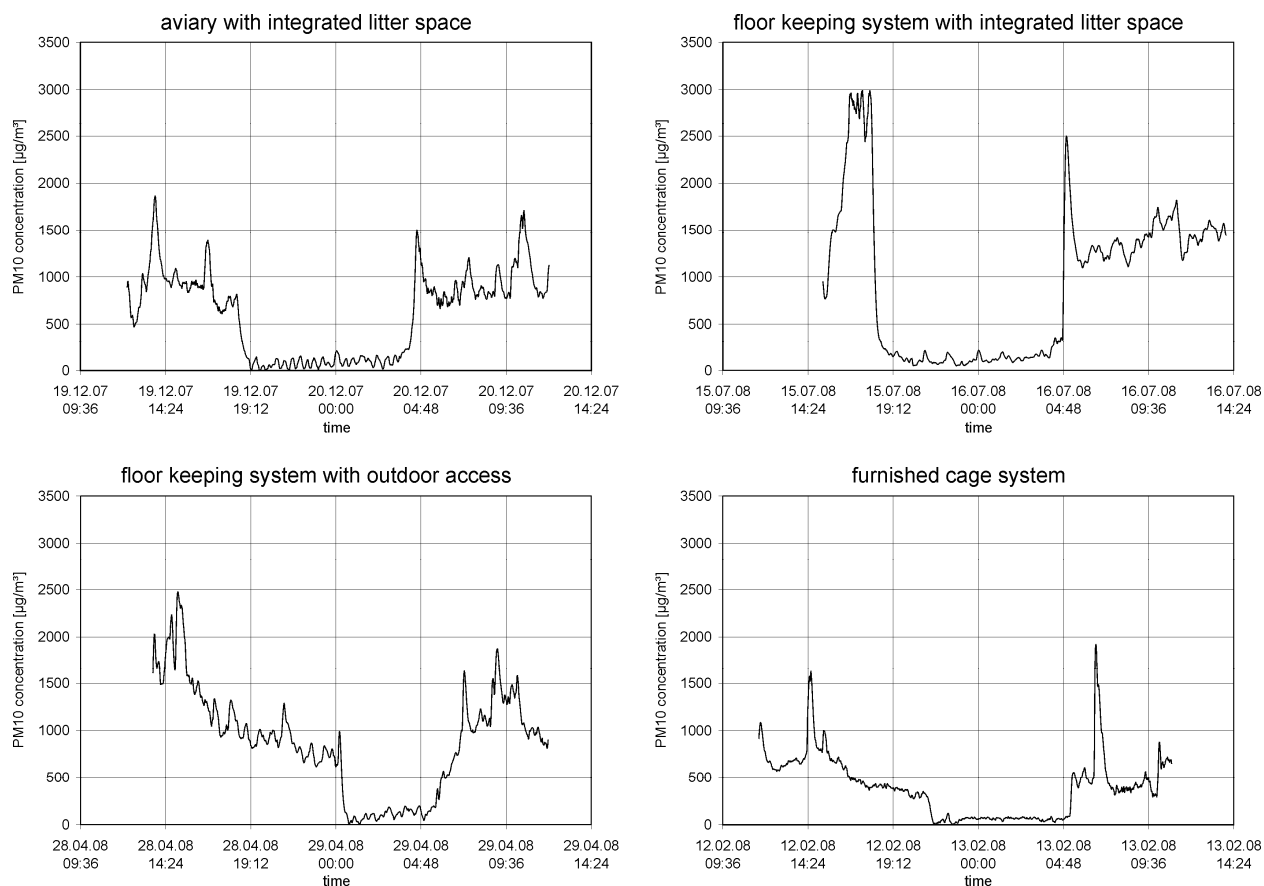 aviary with integrated litter space
PM10 concentration [µg/m³]
3500
3000
2500
2000
1500
1000
500
0
19.12.07 19.12.07 19.12.07 20.12.07 20.12.07 20.12.07 20.12.07
09:36 14:24 19:12 00:00 04:48 09:36 14:24
time
floor keeping system with integrated litter space
PM10 concentration [µg/m³]
3500
3000
2500
2000
1500
1000
500
0
15.07.08 15.07.08 15.07.08 16.07.08 16.07.08 16.07.08 16.07.08
09:36 14:24 19:12 00:00 04:48 09:36 14:24
time
floor keeping system with outdoor access
PM10 concentration [µg/m³]
3500
3000
2500
2000
1500
1000
500
0
28.04.08 28.04.08 28.04.08 29.04.08 29.04.08 29.04.08 29.04.08
09:36 14:24 19:12 00:00 04:48 09:36 14:24
time
furnished cage system
PM10 concentration [µg/m³]
3500
3000
2500
2000
1500
1000
500
0
12.02.08 12.02.08 12.02.08 13.02.08 13.02.08 13.02.08 13.02.08
09:36 14:24 19:12 00:00 04:48 09:36 14:24
time